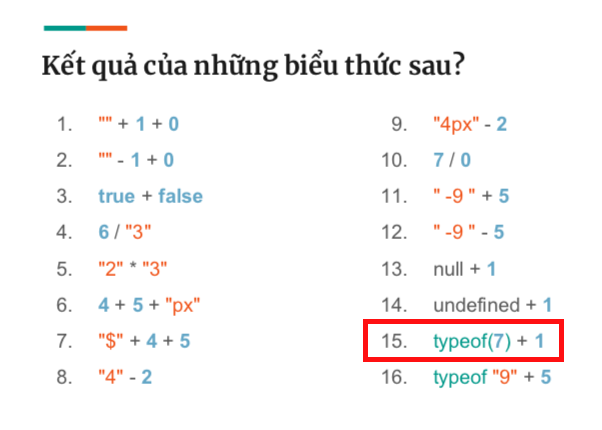 Kết quả của những biểu thức sau?
1. "" + 1 + 0
2. "" - 1 + 0
3. true + false
4. 6 / "3"
5. "2" * "3"
6. 4 + 5 + "px"
7. "$" + 4 + 5
8. "4" - 2
9. "4px" - 2
10. 7 / 0
11. " -9 " + 5
12. " -9 " - 5
13. null + 1
14. undefined + 1
15. typeof(7) + 1
16. typeof "9" + 5